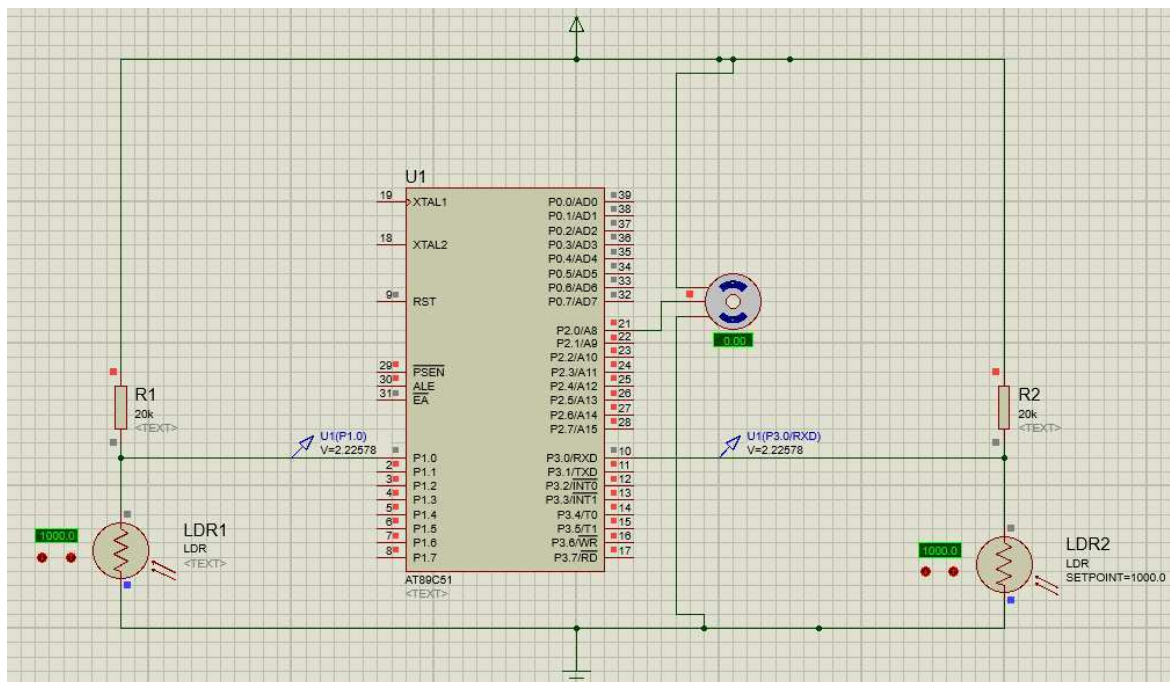 U1
19
XTAL1
18
XTAL2
9
RST
29
PSEN
30
ALE
31
EA
P1.0
2
P1.1
3
P1.2
4
P1.3
5
P1.4
6
P1.5
7
P1.6
8
P1.7
P0.0/AD0
39
P0.1/AD1
38
P0.2/AD2
37
P0.3/AD3
36
P0.4/AD4
35
P0.5/AD5
34
P0.6/AD6
33
P0.7/AD7
32
P2.0/A8
21
P2.1/A9
22
P2.2/A10
23
P2.3/A11
24
P2.4/A12
25
P2.5/A13
26
P2.6/A14
27
P2.7/A15
28
P3.0/RXD
10
P3.1/TXD
11
P3.2/INT0
12
P3.3/INT1
13
P3.4/T0
14
P3.5/T1
15
P3.6/WR
16
P3.7/RD
17
AT89C51
<TEXT>
0.00
R1
20k
<TEXT>
U1(P1.0)
V=2.22578
1000.0
LDR1
LDR
<TEXT>
R2
20k
<TEXT>
U1(P3.0/RXD)
V=2.22578
1000.0
LDR2
LDR
SETPOINT=1000.0